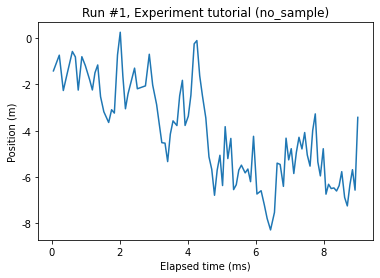 Run #1, Experiment tutorial (no_sample)
0
-2
-4
-6
-8
Position (m)
0 2 4 6 8
Elapsed time (ms)